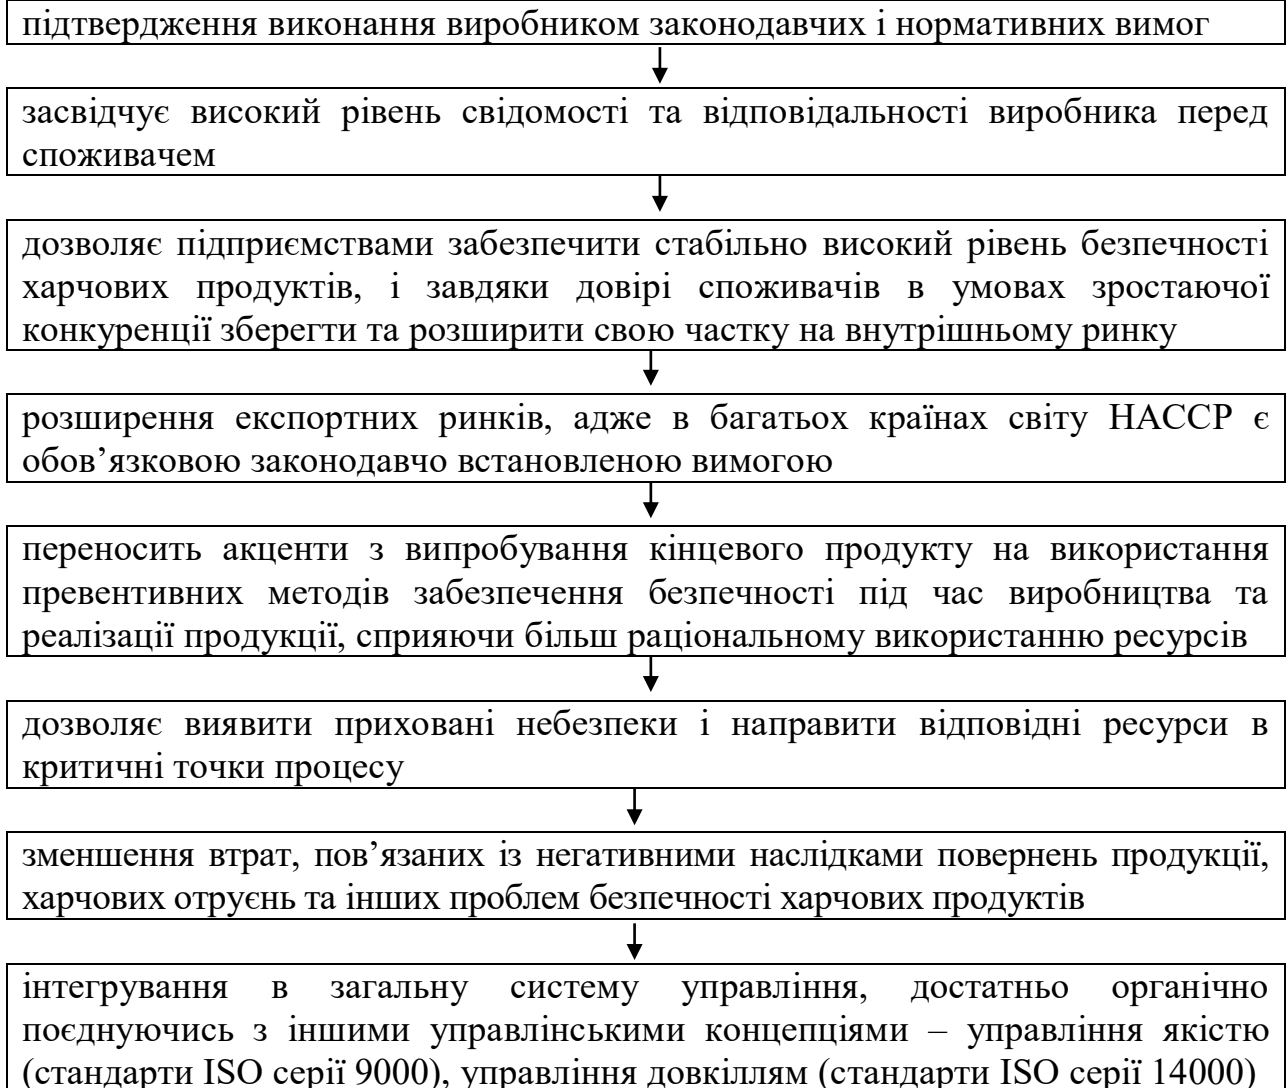 підтвердження виконання виробником законодавчих і нормативних вимог
засвідчує високий рівень свідомості та відповідальності виробника перед
споживачем
дозволяє підприємствами забезпечити стабільно високий рівень безпечності
харчових продуктів, і завдяки довірі споживачів в умовах зростаючої
конкуренції зберегти та розширити свою частку на внутрішньому ринку
розширення експортних ринків, адже в багатьох країнах світу НАССР є
обов’язковою законодавчо встановленою вимогою
переносить акценти з випробування кінцевого продукту на використання
превентивних методів забезпечення безпечності під час виробництва та
реалізації продукції, сприяючи більш раціональному використанню ресурсів
дозволяє виявити приховані небезпеки і направити відповідні ресурси в
критичні точки процесу
зменшення втрат, пов’язаних із негативними наслідками повернень продукції,
харчових отруєнь та інших проблем безпечності харчових продуктів
інтегрування в загальну систему управління, достатньо органічно
поєднуючись з іншими управлінськими концепціями – управління якістю
(стандарти ISO серії 9000), управління довкіллям (стандарти ISO серії 14000)